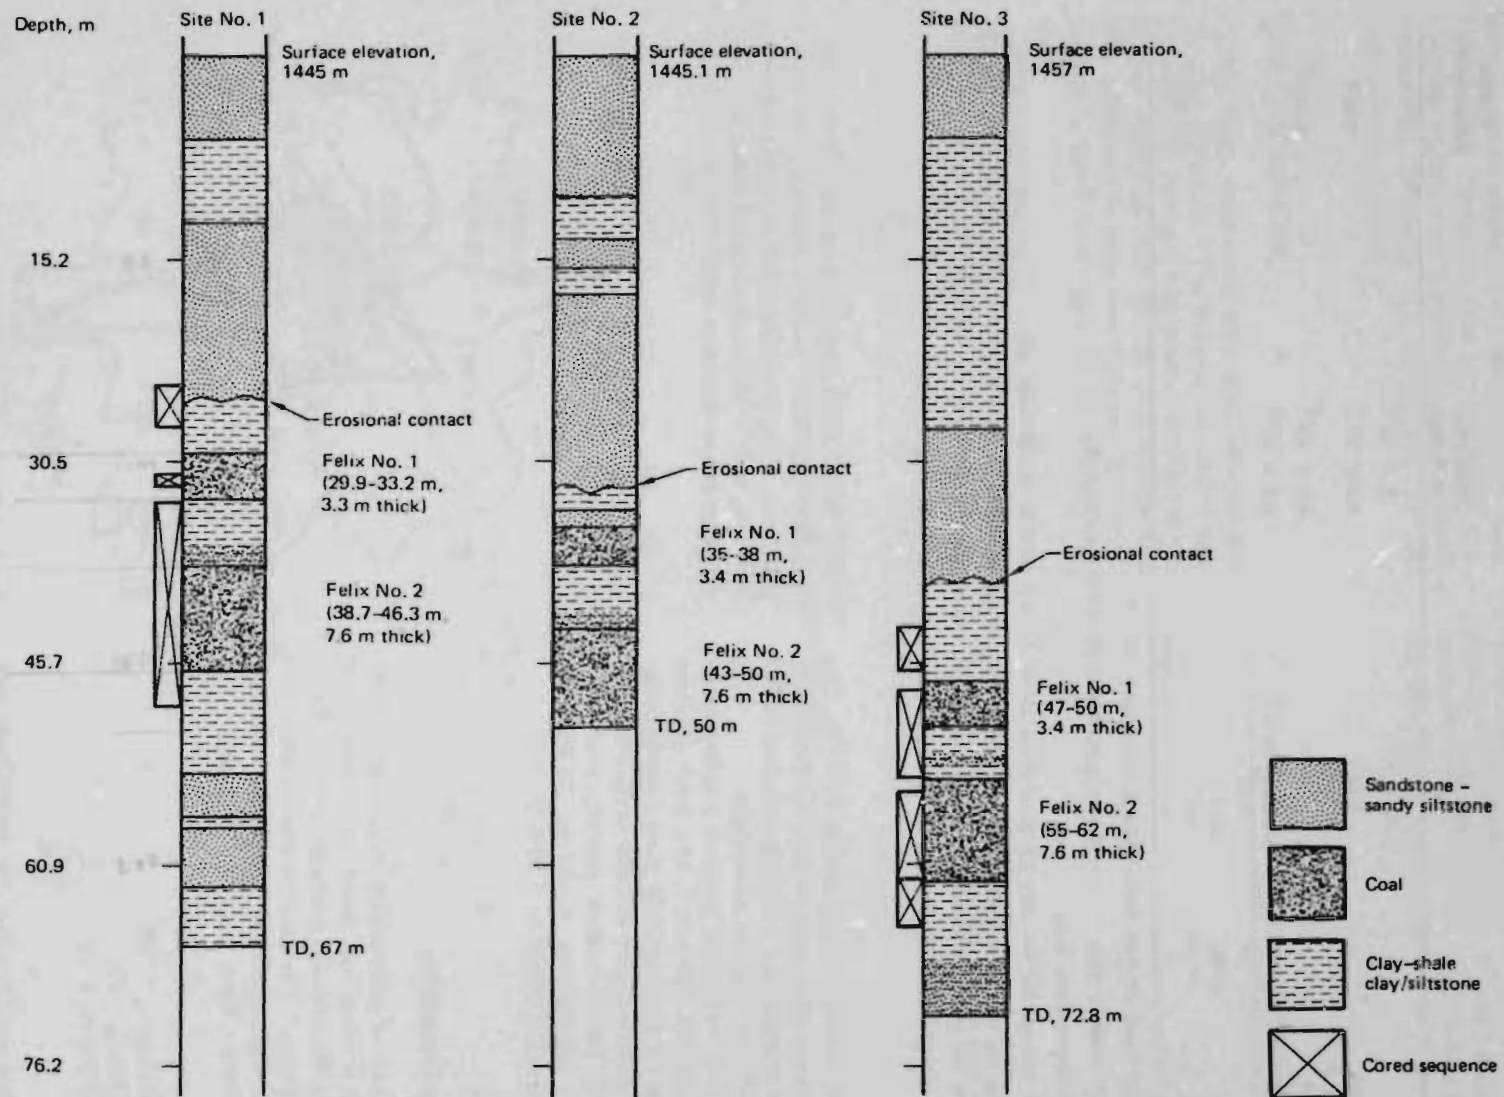 Depth, m
Site No. 1
Site No. 2
Site No. 3
Surface elevation,
1445 m
Surface elevation,
1445.1 m
Surface elevation,
1457 m
15.2
30.5
45.7
60.9
76.2
Erosional contact
Felix No. 1
(29.9-33.2 m,
3.3 m thick)
Felix No. 2
(38.7-46.3 m
7.6 m thick)
TD, 67 m
Erosional contact
Felix No. 1
(35-38 m,
3.4 m thick)
Felix No. 2
(43-50 m,
7.6 m thick)
TD, 50 m
Erosional contact
Felix No. 1
(47-50 m,
3.4 m thick)
Felix No. 2
(55-62 m,
7.6 m thick)
TD, 72.8 m
Sandstone –
sandy siltstone
Coal
Clay-shale
clay/siltstone
Cored sequence